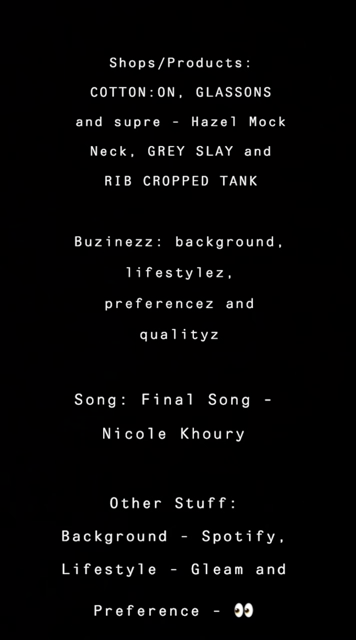 Shops/Products:
COTTON:ON, GLASSONS
and supre - Hazel Mock
Neck, GREY SLAY and
RIB CROPPED TANK
Buzinezz: background,
lifestylez,
preferencez and
qualityz
Song: Final Song -
Nicole Khoury
Other Stuff:
Background - Spotify,
Lifestyle - Gleam and
Preference - 👀